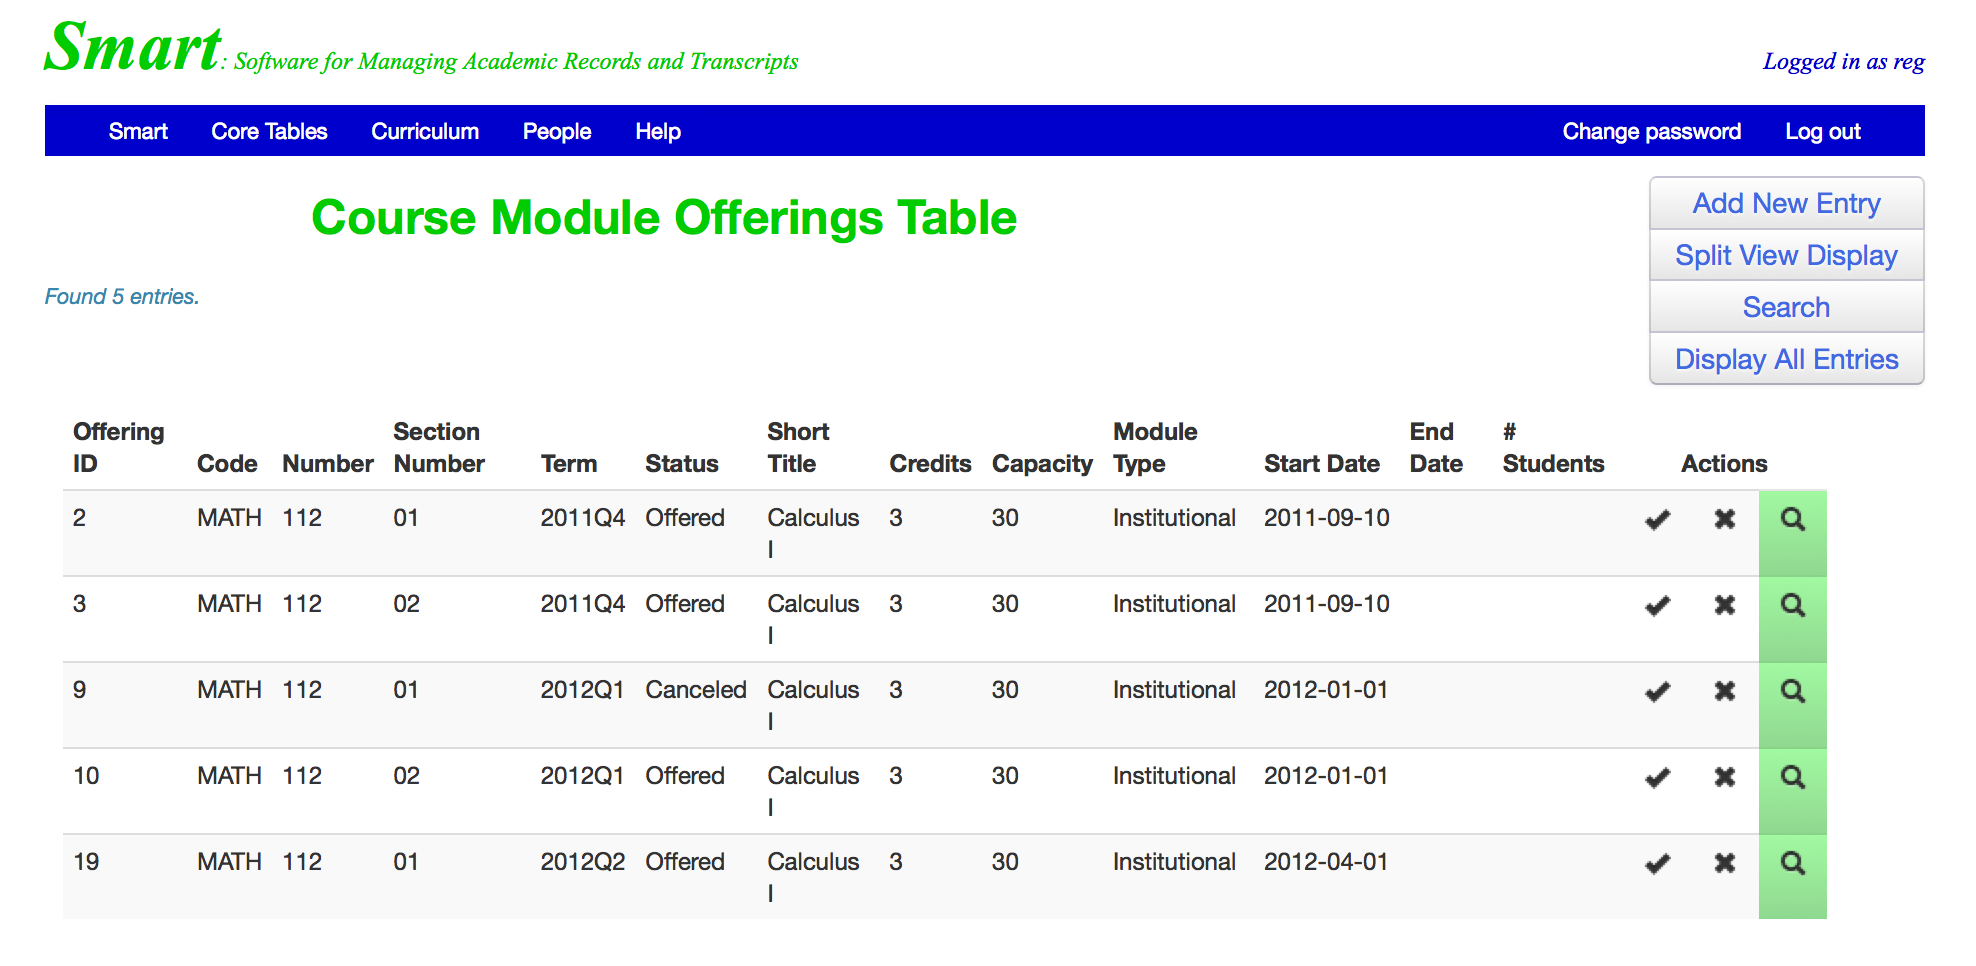 Smart: Software for Managing Academic Records and Transcripts
Logged in as reg
Smart Core Tables Curriculum People Help Change password Log out
Course Module Offerings Table
Add New Entry
Split View Display
Search
Display All Entries
Found 5 entries.
Offering ID Code Number Section Number Term Status Short Title Credits Capacity Module Type Start Date End Date # Students Actions
2 MATH 112 01 2011Q4 Offered Calculus I 3 30 Institutional 2011-09-10
3 MATH 112 02 2011Q4 Offered Calculus I 3 30 Institutional 2011-09-10
9 MATH 112 01 2012Q1 Canceled Calculus I 3 30 Institutional 2012-01-01
10 MATH 112 02 2012Q1 Offered Calculus I 3 30 Institutional 2012-01-01
19 MATH 112 01 2012Q2 Offered Calculus I 3 30 Institutional 2012-04-01